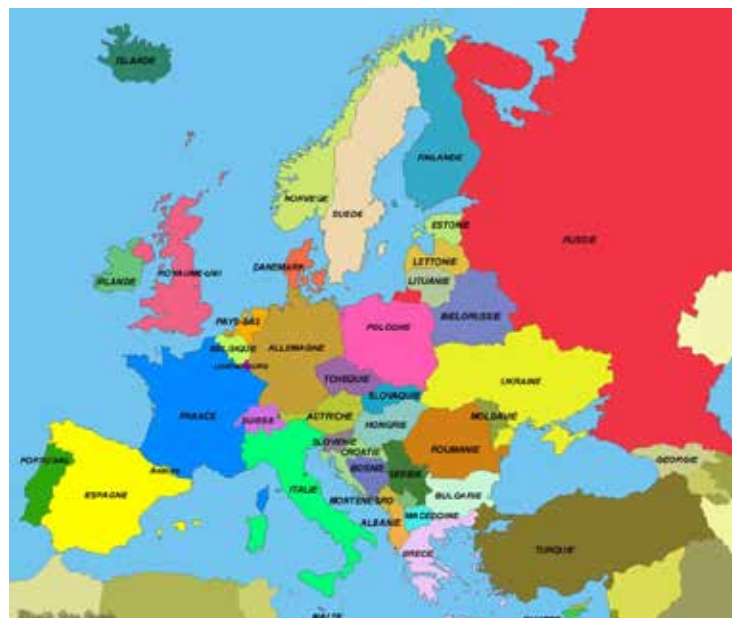 ISLANDE
FINLANDE
NORVEGE
SUEDE
ESTONIE
RUSSIE
LETTONIE
DANEMARK
LITUANIE
IRLANDE
ROYAUME-UNI
BIELORUSSIE
PAYS-BAS
POLOGNE
BELGIQUE
ALLEMAGNE
LUXEMBOURG
TCHEQUIE
UKRAINE
SLOVAQUIE
FRANCE
SUISSE
AUTRICHE
MOLDAVIE
HONGRIE
SLOVENIE
ROUMANIE
CROATIE
PORTUGAL
GEORGIE
BOSNIE
SERBIE
ESPAGNE
ITALIE
MONTENEGRO
BULGARIE
MACEDOINE
ALBANIE
GRECE
TURQUIE
MALTE